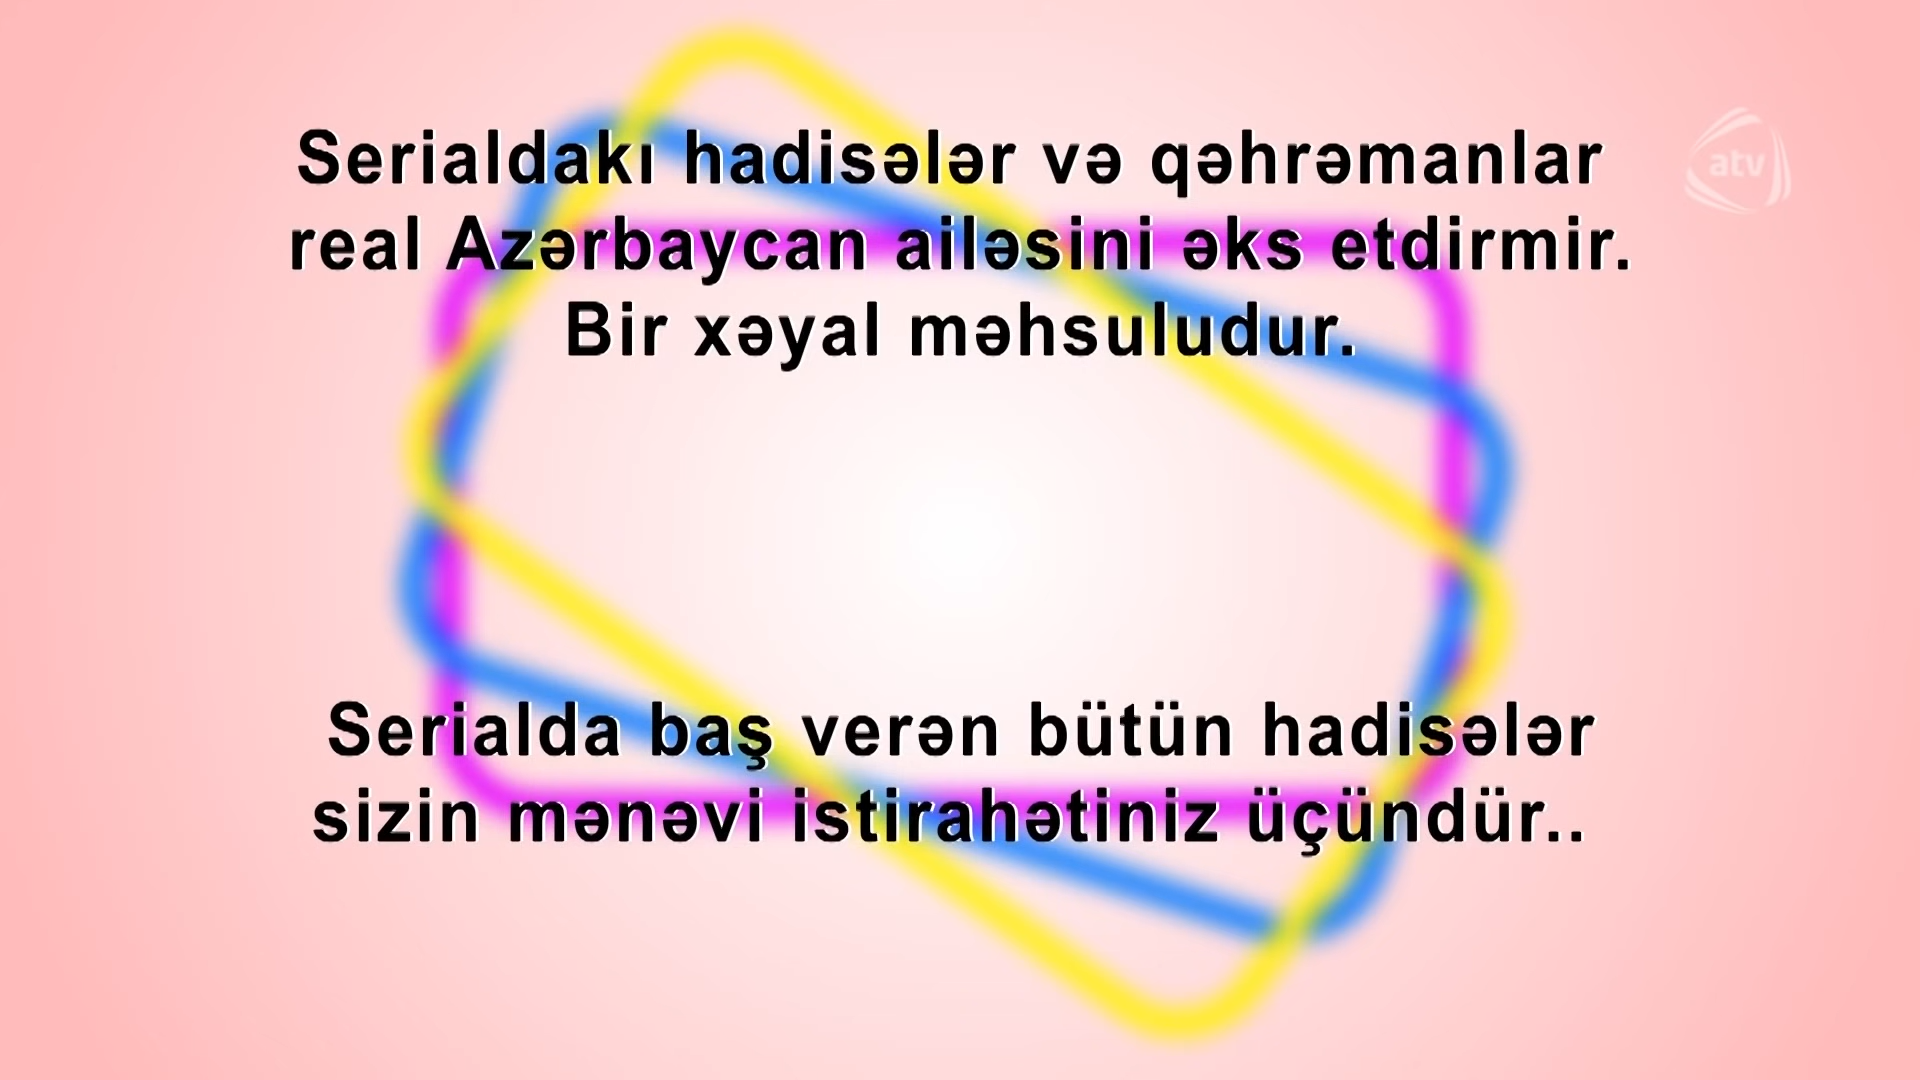 Serialdakı hadisələr və qəhrəmanlar
real Azərbaycan ailəsini əks etdirmir.
Bir xəyal məhsuludur.
Serialda baş verən bütün hadisələr
sizin mənəvi istirahətiniz üçündür..
atv